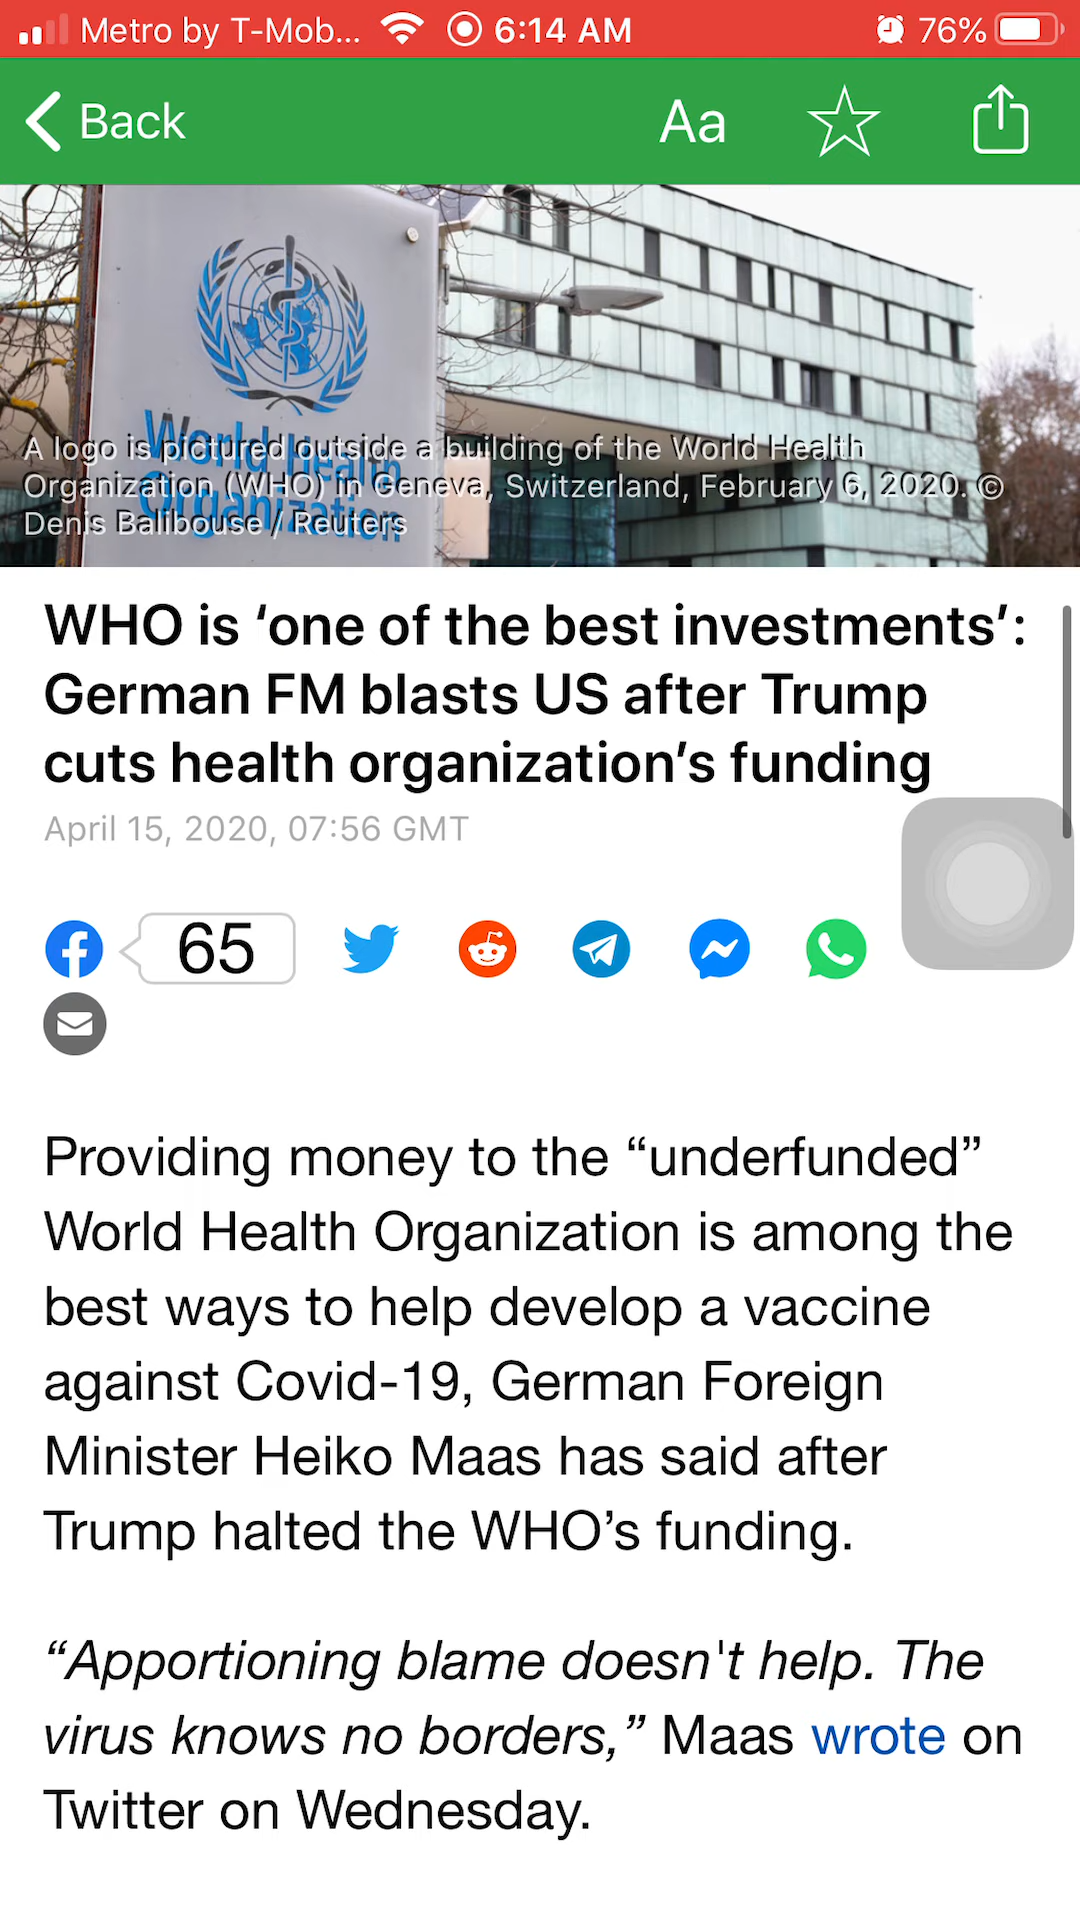 Metro by T-Mob... 6:14 AM 76%
Back Aa
World Health
Organization
A logo is pictured outside a building of the World Health
Organization (WHO) in Geneva, Switzerland, February 6, 2020. ©
Denis Balibouse / Reuters
WHO is ‘one of the best investments’:
German FM blasts US after Trump
cuts health organization’s funding
April 15, 2020, 07:56 GMT
65
Providing money to the “underfunded”
World Health Organization is among the
best ways to help develop a vaccine
against Covid-19, German Foreign
Minister Heiko Maas has said after
Trump halted the WHO’s funding.
“Apportioning blame doesn't help. The
virus knows no borders,” Maas wrote on
Twitter on Wednesday.